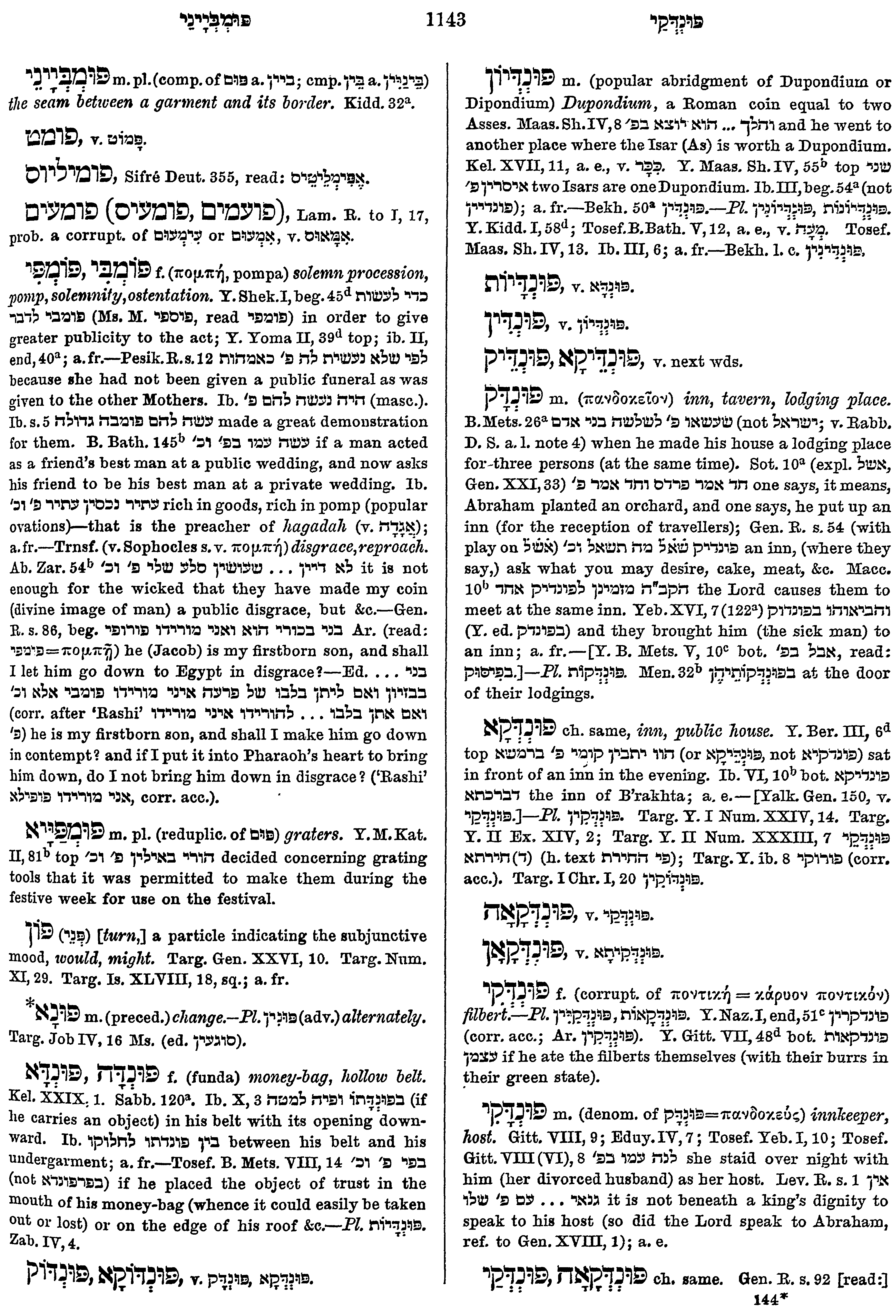 פּוּמְבְּיָינֵי
1143
פּוּנְדְּקִי
פּוּמְבְּיָינֵי m. pl. (comp. of פּוּם a. ביין; cmp. בֵּין a. בֵּינַיִין)
the seam between a garment and its border. Kidd. 32ᵃ.
פומט, v. פָּמוֹט.
פומיליוס, Sifré Deut. 355, read: אֶפִּימֶלֵיטִיס.
פומעים (פועמים, פומעיס), Lam. R. to I, 17,
prob. a corrupt. of עִימְעוּם or אִמְעוּם, v. אֶמָּאוּס.
פּוֹמְבֵּי, פּוֹמְפֵּי f. (πομπή, pompa) solemn procession,
pomp, solemnity, ostentation. Y. Shek. I, beg. 45ᵈ כדי לעשות
פומבי לדבר (Ms. M. פוספי, read פומפי) in order to give
greater publicity to the act; Y. Yoma II, 39ᵈ top; ib. II,
end, 40ᵃ; a. fr.—Pesik. R. s. 12 לפי שלא נעשית לה פ׳ כאמהות
because she had not been given a public funeral as was
given to the other Mothers. Ib. היה נעשה להם פ׳ (masc.).
Ib. s. 5 עשה להם פומבה גדולה made a great demonstration
for them. B. Bath. 145ᵇ עשה עמו בפ׳ וכ׳ if a man acted
as a friend's best man at a public wedding, and now asks
his friend to be his best man at a private wedding. Ib.
עתיר נכסין עתיר פ׳ וכ׳ rich in goods, rich in pomp (popular
ovations)—that is the preacher of hagadah (v. אֲגָדָה);
a. fr.—Trnsf. (v. Sophocles s. v. πομπή) disgrace, reproach.
Ab. Zar. 54ᵇ לא דיין ... שעושין סלע שלי פ׳ וכ׳ it is not
enough for the wicked that they have made my coin
(divine image of man) a public disgrace, but &c.—Gen.
R. s. 86, beg. בני בכורי הוא ואני מורידו פורופי Ar. (read:
פימפי=πομπῇ) he (Jacob) is my firstborn son, and shall
I let him go down to Egypt in disgrace?—Ed. ... בני
בבזיון ואם ליתן בלבו של פרעה איני מורידו פומבי אלא וכ׳
(corr. after 'Rashi' ואם אתן בלבו ... להורידו איני מורידו
פ׳) he is my firstborn son, and shall I make him go down
in contempt? and if I put it into Pharaoh's heart to bring
him down, do I not bring him down in disgrace? ('Rashi'
אני מורידו פופילא, corr. acc.).
פּוּמְפְּיָיא m. pl. (reduplic. of פום) graters. Y. M. Kat.
II, 81ᵇ top הורי באילין פ׳ וכ׳ decided concerning grating
tools that it was permitted to make them during the
festive week for use on the festival.
פּוֹן (פְּנֵי) [turn,] a particle indicating the subjunctive
mood, would, might. Targ. Gen. XXVI, 10. Targ. Num.
XI, 29. Targ. Is. XLVIII, 18, sq.; a. fr.
*פּוּנָא m. (preced.) change.—Pl. פּוּנִין (adv.) alternately.
Targ. Job IV, 16 Ms. (ed. סוגעין).
פּוּנְדָּא, פּוּנְדָּה f. (funda) money-bag, hollow belt.
Kel. XXIX, 1. Sabb. 120ᵃ. Ib. X, 3 בפונְדָּתוֹ ופיה למטה (if
he carries an object) in his belt with its opening down-
ward. Ib. בין פונדתו לחלוקו between his belt and his
undergarment; a. fr.—Tosef. B. Mets. VIII, 14 בפי פ׳ וכ׳
(not בפרפונדא) if he placed the object of trust in the
mouth of his money-bag (whence it could easily be taken
out or lost) or on the edge of his roof &c.—Pl. פּוּנְדָּיוֹת.
Zab. IV, 4.
פּוּנְדּוֹקָא, פּוּנְדּוֹק, v. פּוּנְדָּק, פּוּנְדְּקָא.
פּוּנְדְּיוֹן m. (popular abridgment of Dupondium or
Dipondium) Dupondium, a Roman coin equal to two
Asses. Maas. Sh. IV, 8 והלך ... הוא יוצא בפ׳ and he went to
another place where the Isar (As) is worth a Dupondium.
Kel. XVII, 11, a. e., v. כִּכָּר. Y. Maas. Sh. IV, 55ᵇ top שני
איסרין פ׳ two Isars are one Dupondium. Ib. III, beg. 54ᵃ (not
פונדיין); a. fr.—Bekh. 50ᵃ פּוּנְדְּיָן.—Pl. פּוּנְדְּיוֹנוֹת, פּוּנְדְּיוֹנִין.
Y. Kidd. I, 58ᵈ; Tosef. B. Bath. V, 12, a. e., v. מָעָה. Tosef.
Maas. Sh. IV, 13. Ib. III, 6; a. fr.—Bekh. l. c. פּוּנְדְּיָנִין.
פּוּנְדָּיוֹת, v. פּוּנְדָּא.
פּוּנְדְּיָן, v. פּוּנְדְּיוֹן.
פּוּנְדֵּיקָא, פּוּנְדֵּיק, v. next wds.
פּוּנְדָּק m. (πανδοκεῖον) inn, tavern, lodging place.
B. Mets. 26ᵃ שעשאו פ׳ לשלשה בני אדם (not ישראל; v. Rabb.
D. S. a. l. note 4) when he made his house a lodging place
for three persons (at the same time). Sot. 10ᵃ (expl. אשל,
Gen. XXI, 33) חד אמר פרדס וחד אמר פ׳ one says, it means,
Abraham planted an orchard, and one says, he put up an
inn (for the reception of travellers); Gen. R. s. 54 (with
play on אֵשֶׁל) פונדיק שְׁאַל מה תשאל וכ׳ an inn, (where they
say,) ask what you may desire, cake, meat, &c. Macc.
10ᵇ הקב״ה מזמינן לפונדיק אחד the Lord causes them to
meet at the same inn. Yeb. XVI, 7 (122ᵃ) והביאוהו בפונדוק
(Y. ed. בפונדק) and they brought him (the sick man) to
an inn; a. fr.—[Y. B. Mets. V, 10ᶜ bot. אבל בפ׳, read:
בפִּיסּוּק.]—Pl. פּוּנְדְּקוֹת. Men. 32ᵇ בפונְדְּקוֹתֵיהֶן at the door
of their lodgings.
פּוּנְדְּקָא ch. same, inn, public house. Y. Ber. III, 6ᵈ
top הוו יתבין קומי פ׳ ברמשא (or פּוּנְדֵּיקָא, not פונדקיא) sat
in front of an inn in the evening. Ib. VI, 10ᵇ bot. פונדיקא
דברכתא the inn of B'rakhta; a. e.—[Yalk. Gen. 150, v.
פּוּנְדְּקִי.]—Pl. פּוּנְדְּקִין. Targ. Y. I Num. XXIV, 14. Targ.
Y. II Ex. XIV, 2; Targ. Y. II Num. XXXIII, 7 פּוּנְדְּקֵי
חירתא(ד) (h. text פי החירת); Targ. Y. ib. 8 פורוקי (corr.
acc.). Targ. I Chr. I, 20 פּוּנְדּוֹקִין.
פּוּנְדְּקָאָה, v. פּוּנְדְּקִי.
פּוּנְדְּקָאָן, v. פּוּנְדְּקִיתָא.
פּוּנְדְּקִי f. (corrupt. of ποντική = κάρυον ποντικόν)
filbert.—Pl. פּוּנְדְּקָאוֹת, פּוּנְדְּקִיִּין. Y. Naz. I, end, 51ᶜ פונדקרין
(corr. acc.; Ar. פּוּנְדְּקִין). Y. Gitt. VII, 48ᵈ bot. פונדקאות
עצמן if he ate the filberts themselves (with their burrs in
their green state).
פּוּנְדְּקִי m. (denom. of פּוּנְדָּק=πανδοκεύς) innkeeper,
host. Gitt. VIII, 9; Eduy. IV, 7; Tosef. Yeb. I, 10; Tosef.
Gitt. VIII (VI), 8 לנה עמו בפ׳ she staid over night with
him (her divorced husband) as her host. Lev. R. s. 1 אין
גנאי ... עם פ׳ שלו it is not beneath a king's dignity to
speak to his host (so did the Lord speak to Abraham,
ref. to Gen. XVIII, 1); a. e.
פּוּנְדְּקָאָה, פּוּנְדְּקִי ch. same. Gen. R. s. 92 [read:]
144*